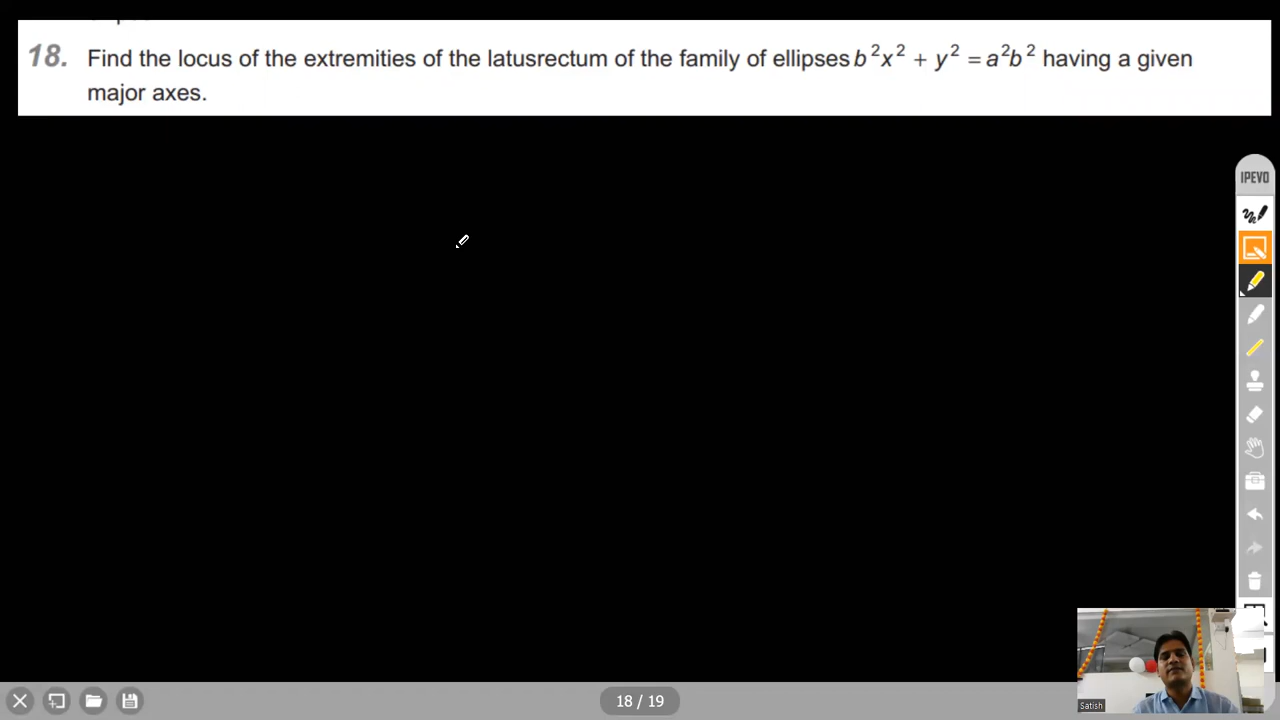 18. Find the locus of the extremities of the latusrectum of the family of ellipses b²x² + y² = a²b² having a given
major axes.
IPEVO
18 / 19
Satish